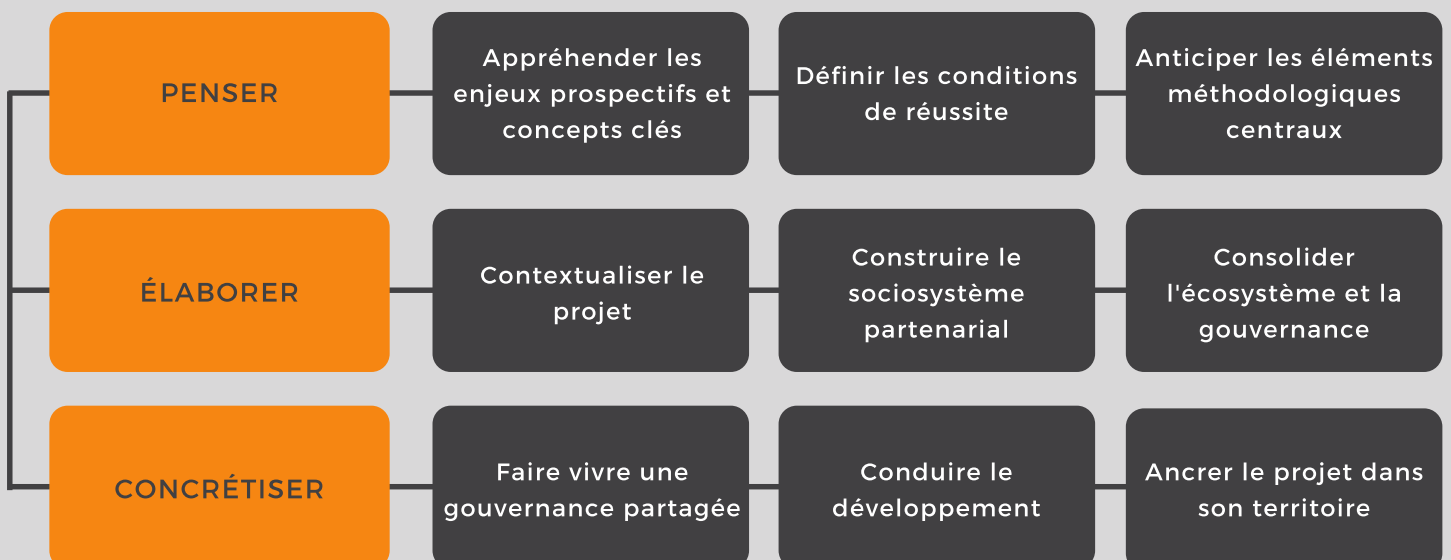 PENSER
Appréhender les
enjeux prospectifs et
concepts clés
Définir les conditions
de réussite
Anticiper les éléments
méthodologiques
centraux
ÉLABORER
Contextualiser le
projet
Construire le
sociosystème
partenarial
Consolider
l'écosystème et la
gouvernance
CONCRÉTISER
Faire vivre une
gouvernance partagée
Conduire le
développement
Ancrer le projet dans
son territoire